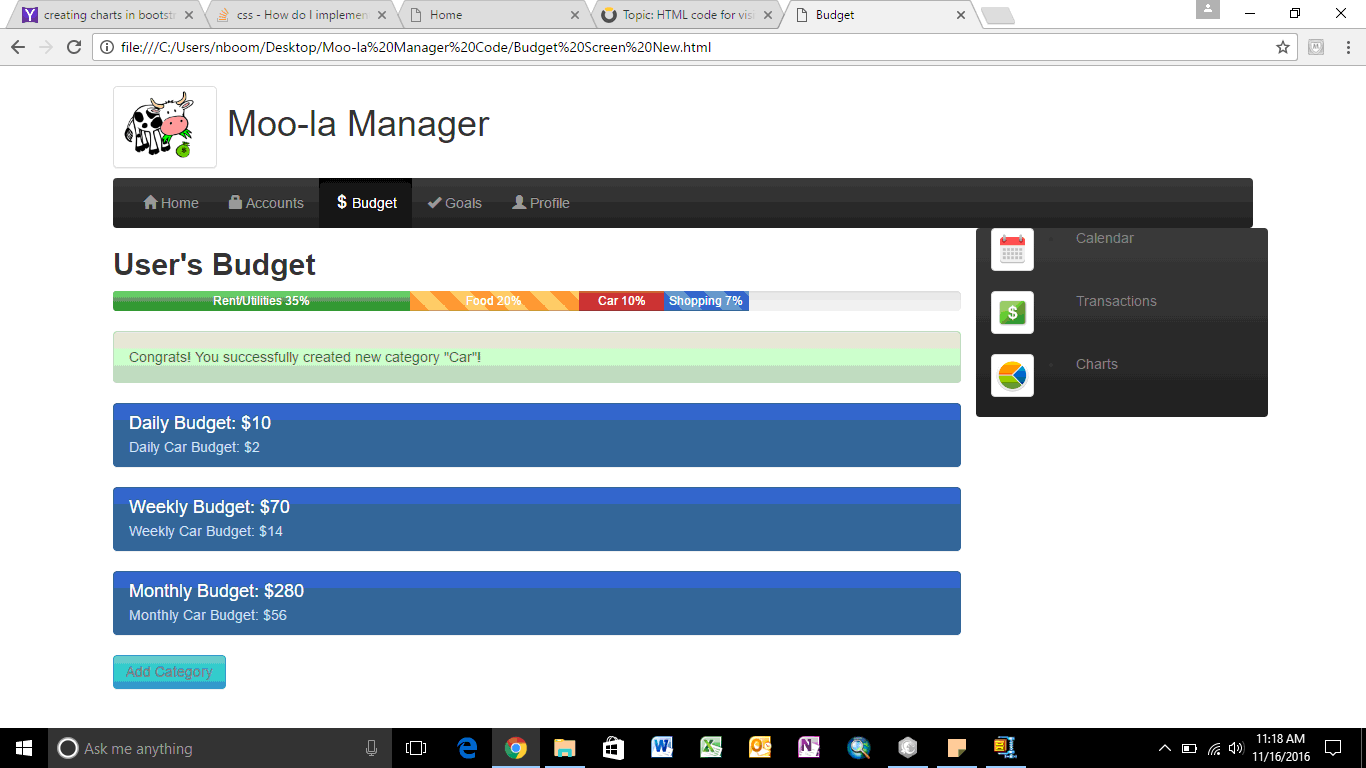 creating charts in bootst
css - How do I implemen
Home
Topic: HTML code for vis
Budget
file:///C:/Users/nboom/Desktop/Moo-la%20Manager%20Code/Budget%20Screen%20New.html
Moo-la Manager
Home Accounts $ Budget Goals Profile
User's Budget
Rent/Utilities 35% Food 20% Car 10% Shopping 7%
Congrats! You successfully created new category "Car"!
Daily Budget: $10
Daily Car Budget: $2
Weekly Budget: $70
Weekly Car Budget: $14
Monthly Budget: $280
Monthly Car Budget: $56
Add Category
Calendar
$ Transactions
Charts
Ask me anything
11:18 AM
11/16/2016